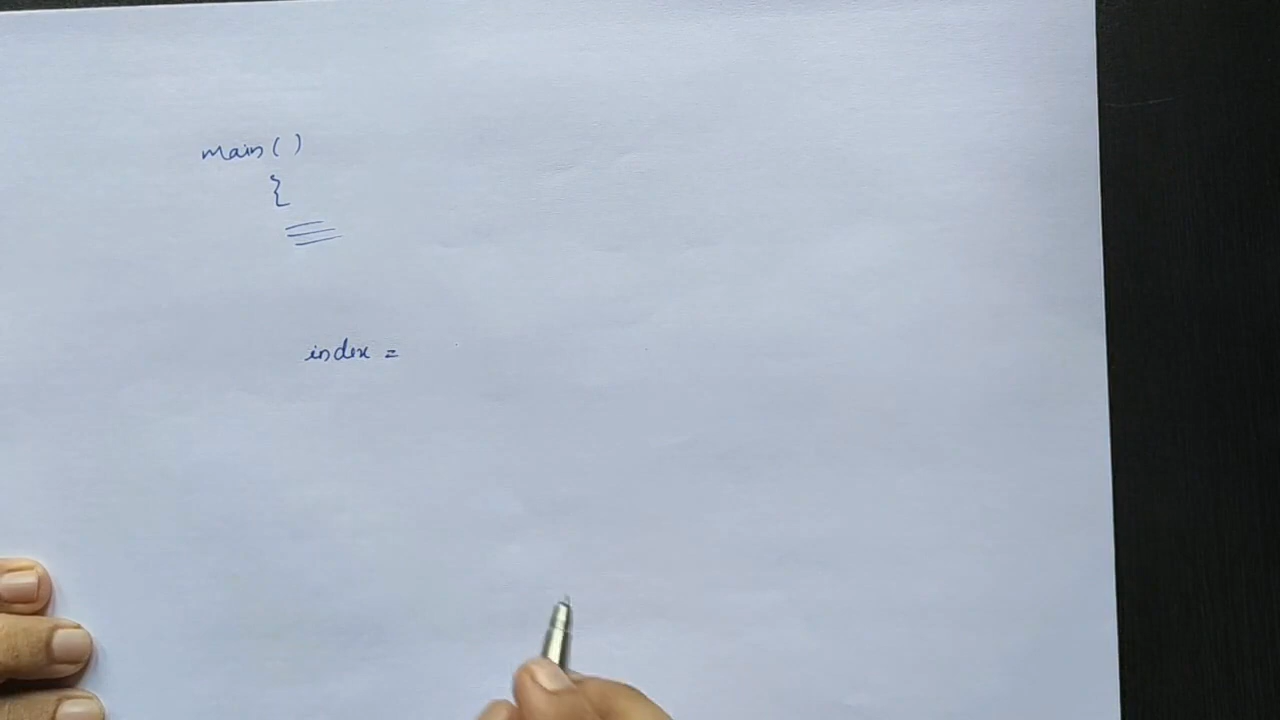 main()
{
index =